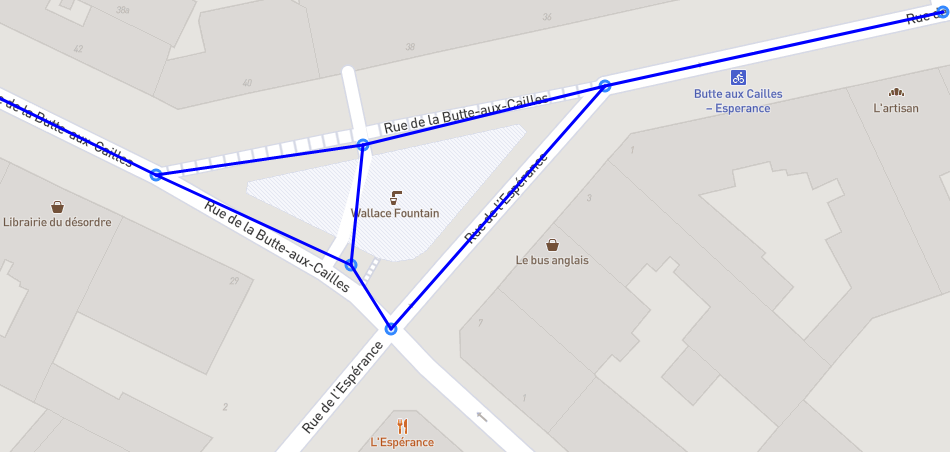 38a
36
42
38
40
Rue d
Rue de la Butte-aux-Cailles
de la Butte-aux-Cailles
Butte aux Cailles
– Esperance
L'artisan
1
3
Rue de l'Espérance
Wallace Fountain
Librairie du désordre
Rue de la Butte-aux-Cailles
Le bus anglais
29
7
Rue de l'Espérance
2
1
L'Espérance